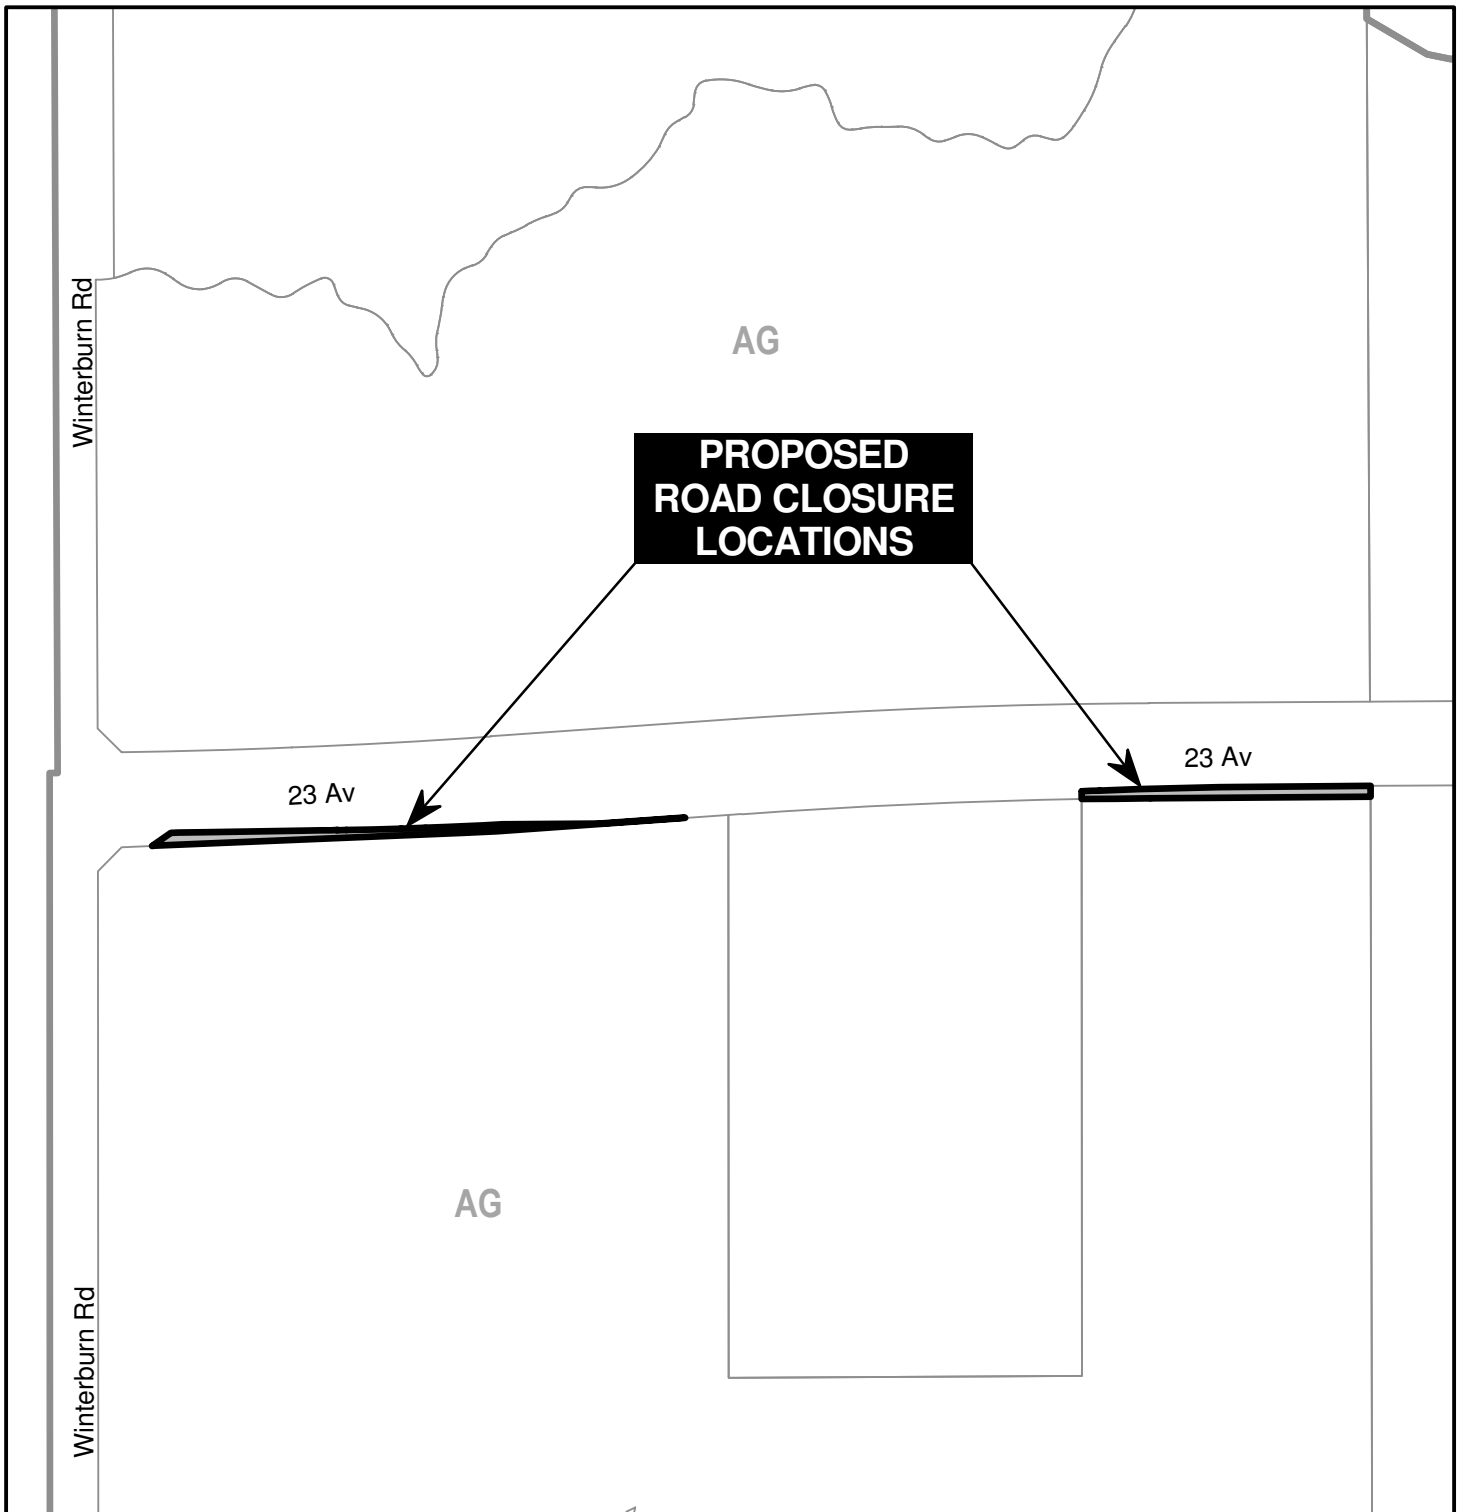 Winterburn Rd
AG
PROPOSED
ROAD CLOSURE
LOCATIONS
23 Av
23 Av
AG
Winterburn Rd